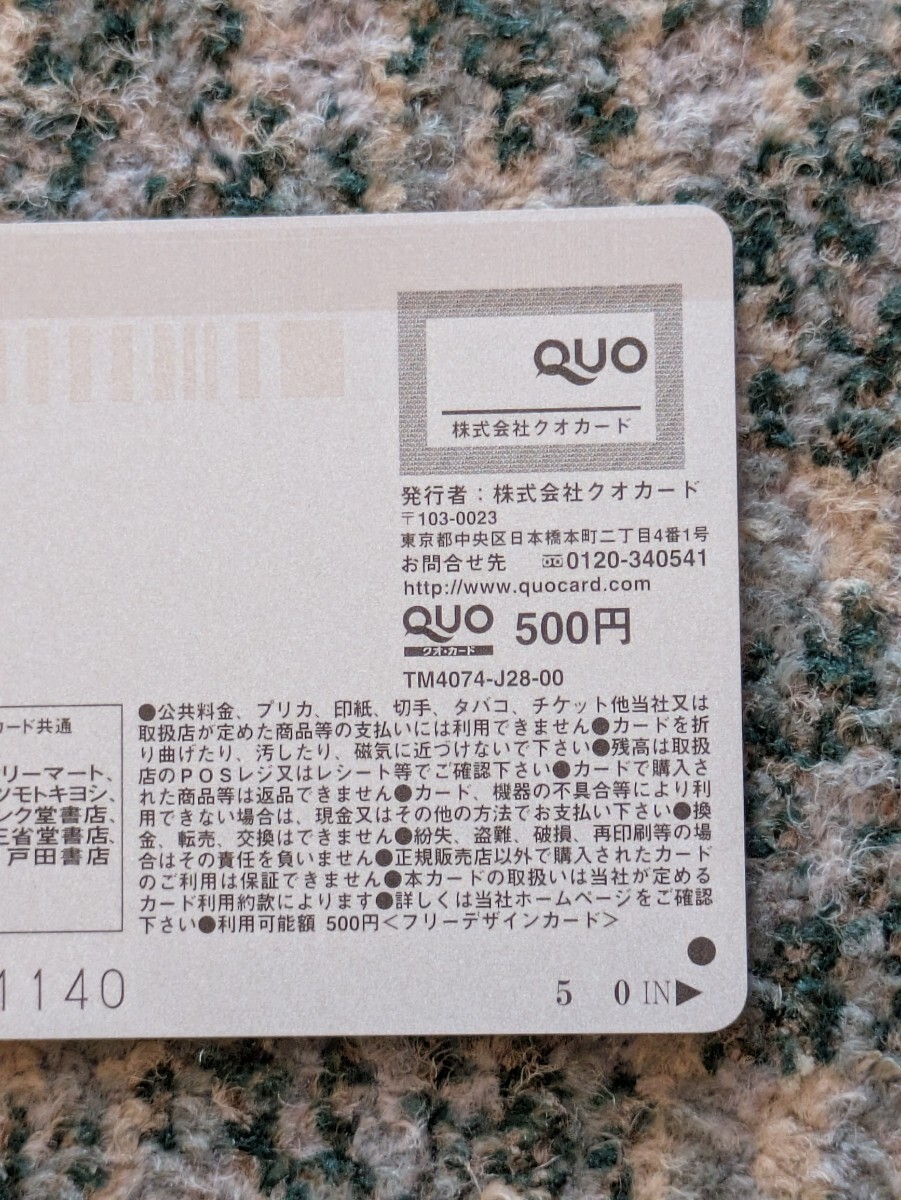 QUO
株式会社クオカード
発行者：株式会社クオカード
〒103-0023
東京都中央区日本橋本町二丁目4番1号
お問合せ先 0120-340541
http://www.quocard.com
QUO
クオ・カード
500円
TM4074-J28-00
カード共通
リーマート、
ツモトキヨシ、
ンク堂書店、
三省堂書店、
戸田書店
●公共料金、プリカ、印紙、切手、タバコ、チケット他当社又は
取扱店が定めた商品等の支払いには利用できません●カードを折
り曲げたり、汚したり、磁気に近づけないで下さい●残高は取扱
店のPOSレジ又はレシート等でご確認下さい●カードで購入さ
れた商品等は返品できません●カード、機器の不具合等により利
用できない場合は、現金又はその他の方法でお支払い下さい●換
金、転売、交換はできません●紛失、盗難、破損、再印刷等の場
合はその責任を負いません●正規販売店以外で購入されたカード
のご利用は保証できません●本カードの取扱いは当社が定める
カード利用約款によります●詳しくは当社ホームページをご確認
下さい●利用可能額 500円＜フリーデザインカード＞
1140
5 0 IN▶